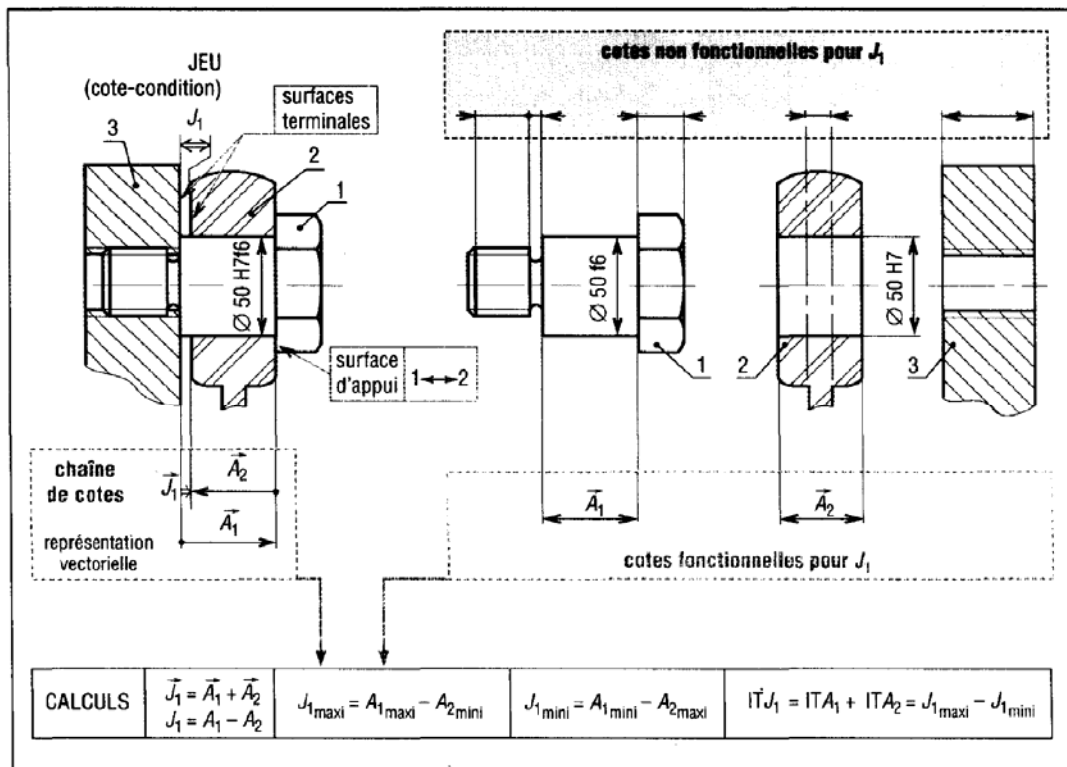 cotes non fonctionnelles pour J₁
JEU
(cote-condition)
J₁
surfaces
terminales
3
2
1
Ø 50 H7f6
surface
d'appui
1↔2
Ø 50 f6
1
Ø 50 H7
2
3
chaîne
de cotes
représentation
vectorielle
J₁⃗
A₂⃗
A₁⃗
A₁⃗
A₂⃗
cotes fonctionnelles pour J₁
CALCULS
J₁⃗ = A₁⃗ + A₂⃗
J₁ = A₁ – A₂
J₁maxi = A₁maxi – A₂mini
J₁mini = A₁mini – A₂maxi
ITJ₁ = ITA₁ + ITA₂ = J₁maxi – J₁mini